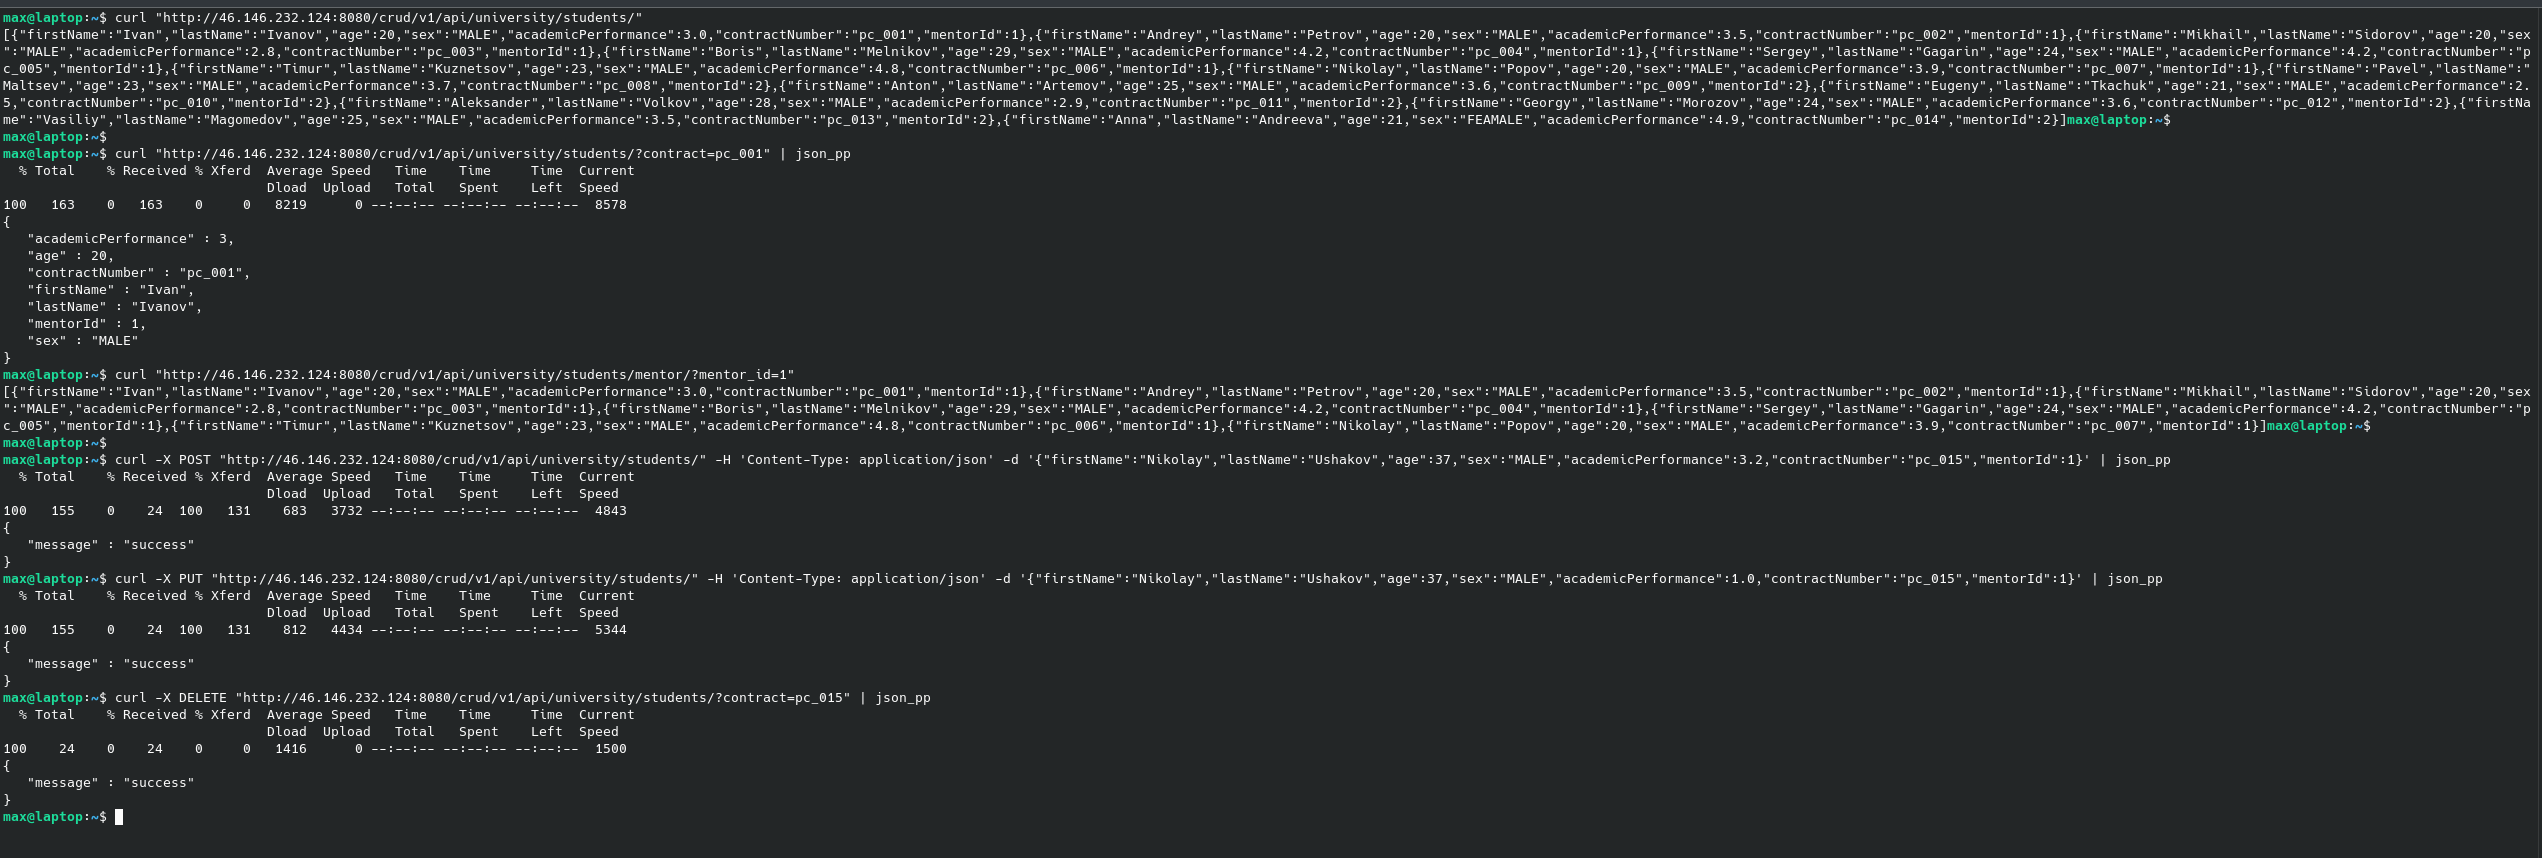 max@laptop:~$ curl "http://46.146.232.124:8080/crud/v1/api/university/students/"
[{"firstName":"Ivan","lastName":"Ivanov","age":20,"sex":"MALE","academicPerformance":3.0,"contractNumber":"pc_001","mentorId":1},{"firstName":"Andrey","lastName":"Petrov","age":20,"sex":"MALE","academicPerformance":3.5,"contractNumber":"pc_002","mentorId":1},{"firstName":"Mikhail","lastName":"Sidorov","age":20,"sex
":"MALE","academicPerformance":2.8,"contractNumber":"pc_003","mentorId":1},{"firstName":"Boris","lastName":"Melnikov","age":29,"sex":"MALE","academicPerformance":4.2,"contractNumber":"pc_004","mentorId":1},{"firstName":"Sergey","lastName":"Gagarin","age":24,"sex":"MALE","academicPerformance":4.2,"contractNumber":"p
c_005","mentorId":1},{"firstName":"Timur","lastName":"Kuznetsov","age":23,"sex":"MALE","academicPerformance":4.8,"contractNumber":"pc_006","mentorId":1},{"firstName":"Nikolay","lastName":"Popov","age":20,"sex":"MALE","academicPerformance":3.9,"contractNumber":"pc_007","mentorId":1},{"firstName":"Pavel","lastName":"
Maltsev","age":23,"sex":"MALE","academicPerformance":3.7,"contractNumber":"pc_008","mentorId":2},{"firstName":"Anton","lastName":"Artemov","age":25,"sex":"MALE","academicPerformance":3.6,"contractNumber":"pc_009","mentorId":2},{"firstName":"Eugeny","lastName":"Tkachuk","age":21,"sex":"MALE","academicPerformance":2.
5,"contractNumber":"pc_010","mentorId":2},{"firstName":"Aleksander","lastName":"Volkov","age":28,"sex":"MALE","academicPerformance":2.9,"contractNumber":"pc_011","mentorId":2},{"firstName":"Georgy","lastName":"Morozov","age":24,"sex":"MALE","academicPerformance":3.6,"contractNumber":"pc_012","mentorId":2},{"firstNa
me":"Vasiliy","lastName":"Magomedov","age":25,"sex":"MALE","academicPerformance":3.5,"contractNumber":"pc_013","mentorId":2},{"firstName":"Anna","lastName":"Andreeva","age":21,"sex":"FEAMALE","academicPerformance":4.9,"contractNumber":"pc_014","mentorId":2}]max@laptop:~$
max@laptop:~$
max@laptop:~$ curl "http://46.146.232.124:8080/crud/v1/api/university/students/?contract=pc_001" | json_pp
  % Total    % Received % Xferd  Average Speed   Time    Time     Time  Current
                                 Dload  Upload   Total   Spent    Left  Speed
100   163    0   163    0     0   8219      0 --:--:-- --:--:-- --:--:--  8578
{
   "academicPerformance" : 3,
   "age" : 20,
   "contractNumber" : "pc_001",
   "firstName" : "Ivan",
   "lastName" : "Ivanov",
   "mentorId" : 1,
   "sex" : "MALE"
}
max@laptop:~$ curl "http://46.146.232.124:8080/crud/v1/api/university/students/mentor/?mentor_id=1"
[{"firstName":"Ivan","lastName":"Ivanov","age":20,"sex":"MALE","academicPerformance":3.0,"contractNumber":"pc_001","mentorId":1},{"firstName":"Andrey","lastName":"Petrov","age":20,"sex":"MALE","academicPerformance":3.5,"contractNumber":"pc_002","mentorId":1},{"firstName":"Mikhail","lastName":"Sidorov","age":20,"sex
":"MALE","academicPerformance":2.8,"contractNumber":"pc_003","mentorId":1},{"firstName":"Boris","lastName":"Melnikov","age":29,"sex":"MALE","academicPerformance":4.2,"contractNumber":"pc_004","mentorId":1},{"firstName":"Sergey","lastName":"Gagarin","age":24,"sex":"MALE","academicPerformance":4.2,"contractNumber":"p
c_005","mentorId":1},{"firstName":"Timur","lastName":"Kuznetsov","age":23,"sex":"MALE","academicPerformance":4.8,"contractNumber":"pc_006","mentorId":1},{"firstName":"Nikolay","lastName":"Popov","age":20,"sex":"MALE","academicPerformance":3.9,"contractNumber":"pc_007","mentorId":1}]max@laptop:~$
max@laptop:~$
max@laptop:~$ curl -X POST "http://46.146.232.124:8080/crud/v1/api/university/students/" -H 'Content-Type: application/json' -d '{"firstName":"Nikolay","lastName":"Ushakov","age":37,"sex":"MALE","academicPerformance":3.2,"contractNumber":"pc_015","mentorId":1}' | json_pp
  % Total    % Received % Xferd  Average Speed   Time    Time     Time  Current
                                 Dload  Upload   Total   Spent    Left  Speed
100   155    0    24  100   131    683   3732 --:--:-- --:--:-- --:--:--  4843
{
   "message" : "success"
}
max@laptop:~$ curl -X PUT "http://46.146.232.124:8080/crud/v1/api/university/students/" -H 'Content-Type: application/json' -d '{"firstName":"Nikolay","lastName":"Ushakov","age":37,"sex":"MALE","academicPerformance":1.0,"contractNumber":"pc_015","mentorId":1}' | json_pp
  % Total    % Received % Xferd  Average Speed   Time    Time     Time  Current
                                 Dload  Upload   Total   Spent    Left  Speed
100   155    0    24  100   131    812   4434 --:--:-- --:--:-- --:--:--  5344
{
   "message" : "success"
}
max@laptop:~$ curl -X DELETE "http://46.146.232.124:8080/crud/v1/api/university/students/?contract=pc_015" | json_pp
  % Total    % Received % Xferd  Average Speed   Time    Time     Time  Current
                                 Dload  Upload   Total   Spent    Left  Speed
100    24    0    24    0     0   1416      0 --:--:-- --:--:-- --:--:--  1500
{
   "message" : "success"
}
max@laptop:~$